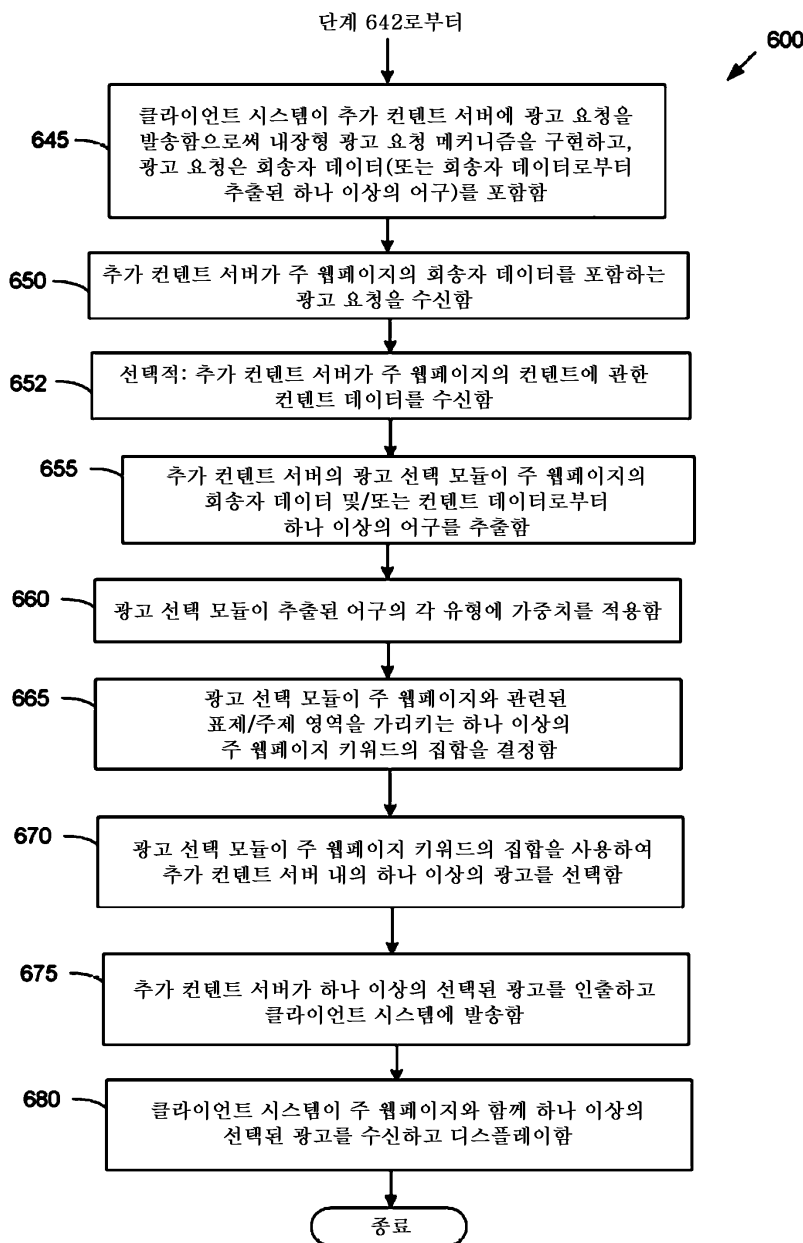 단계 642로부터
600
645
클라이언트 시스템이 추가 컨텐트 서버에 광고 요청을
발송함으로써 내장형 광고 요청 메커니즘을 구현하고,
광고 요청은 회송자 데이터(또는 회송자 데이터로부터
추출된 하나 이상의 어구)를 포함함
650
추가 컨텐트 서버가 주 웹페이지의 회송자 데이터를 포함하는
광고 요청을 수신함
652
선택적: 추가 컨텐트 서버가 주 웹페이지의 컨텐트에 관한
컨텐트 데이터를 수신함
655
추가 컨텐트 서버의 광고 선택 모듈이 주 웹페이지의
회송자 데이터 및/또는 컨텐트 데이터로부터
하나 이상의 어구를 추출함
660
광고 선택 모듈이 추출된 어구의 각 유형에 가중치를 적용함
665
광고 선택 모듈이 주 웹페이지와 관련된
표제/주제 영역을 가리키는 하나 이상의
주 웹페이지 키워드의 집합을 결정함
670
광고 선택 모듈이 주 웹페이지 키워드의 집합을 사용하여
추가 컨텐트 서버 내의 하나 이상의 광고를 선택함
675
추가 컨텐트 서버가 하나 이상의 선택된 광고를 인출하고
클라이언트 시스템에 발송함
680
클라이언트 시스템이 주 웹페이지와 함께 하나 이상의
선택된 광고를 수신하고 디스플레이함
종료